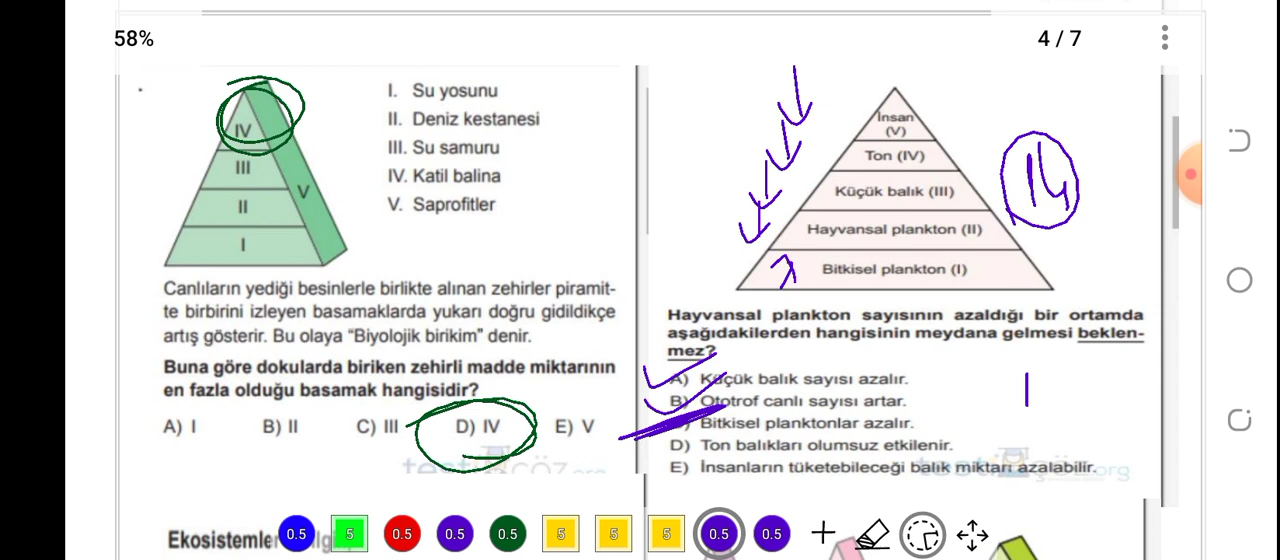 58%
4 / 7
IV
III
II
I
V
I. Su yosunu
II. Deniz kestanesi
III. Su samuru
IV. Katil balina
V. Saprofitler
Canlıların yediği besinlerle birlikte alınan zehirler piramit-
te birbirini izleyen basamaklarda yukarı doğru gidildikçe
artış gösterir. Bu olaya "Biyolojik birikim" denir.
Buna göre dokularda biriken zehirli madde miktarının
en fazla olduğu basamak hangisidir?
A) I B) II C) III D) IV E) V
İnsan
(V)
Ton (IV)
Küçük balık (III)
Hayvansal plankton (II)
Bitkisel plankton (I)
14
Hayvansal plankton sayısının azaldığı bir ortamda
aşağıdakilerden hangisinin meydana gelmesi beklen-
mez?
A) Küçük balık sayısı azalır.
B) Ototrof canlı sayısı artar.
Bitkisel planktonlar azalır.
D) Ton balıkları olumsuz etkilenir.
E) İnsanların tüketebileceği balık miktarı azalabilir.
0.5 5 0.5 0.5 0.5 5 5 5 0.5 0.5